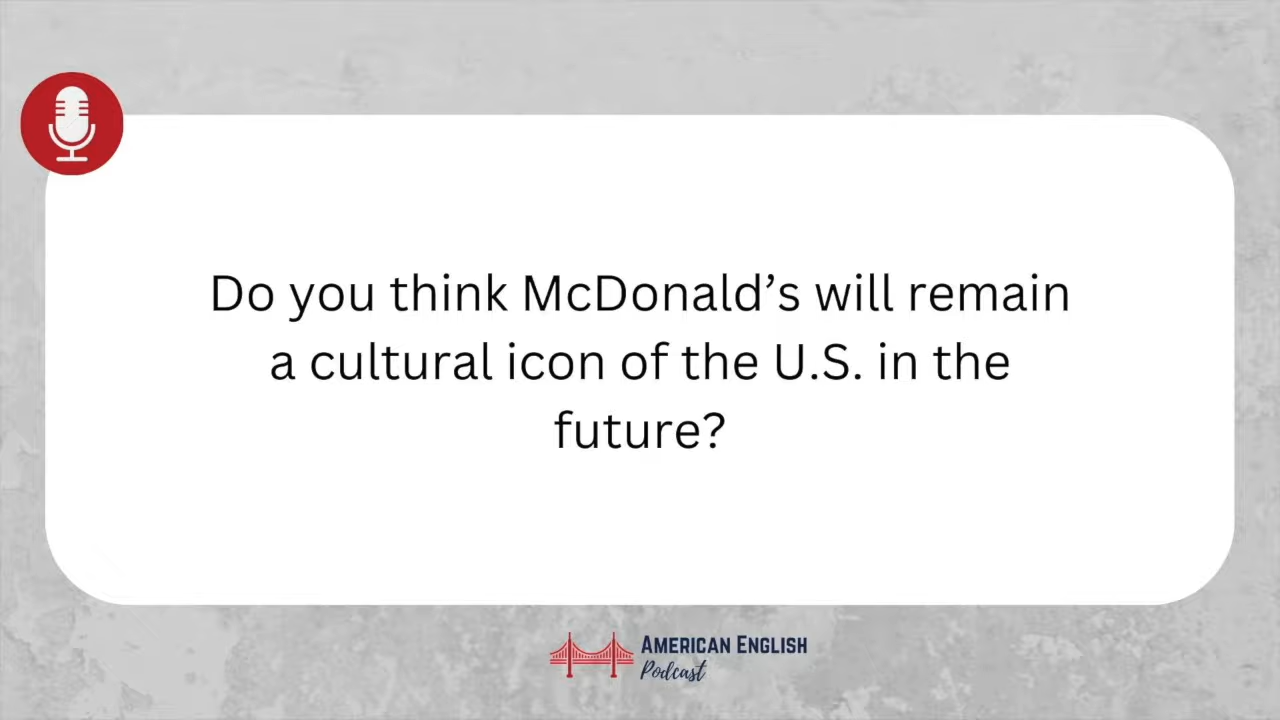 Do you think McDonald’s will remain
a cultural icon of the U.S. in the
future?
AMERICAN ENGLISH
Podcast